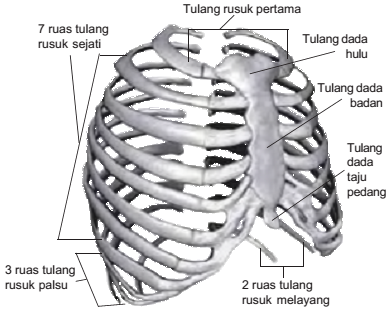 Tulang rusuk pertama
7 ruas tulang
rusuk sejati
Tulang dada
hulu
Tulang dada
badan
Tulang
dada
taju
pedang
3 ruas tulang
rusuk palsu
2 ruas tulang
rusuk melayang